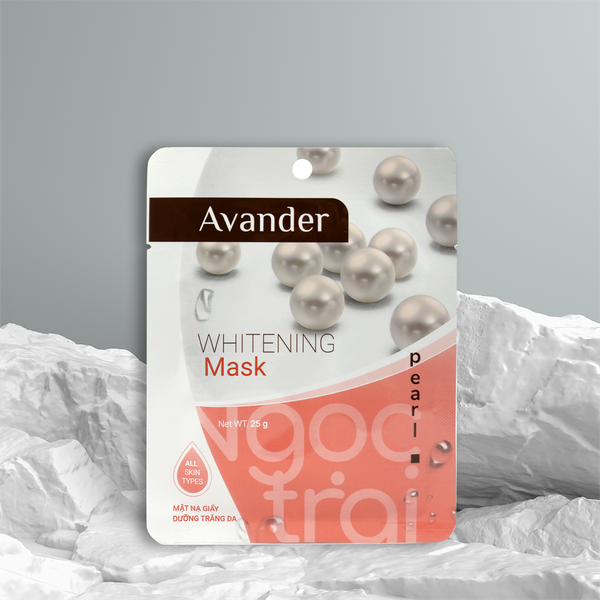 Avander
WHITENING
Mask
pearl
Net WT. 25 g
Ngọc
trai
ALL
SKIN
TYPES
MẶT NẠ GIẤY
DƯỠNG TRẮNG DA